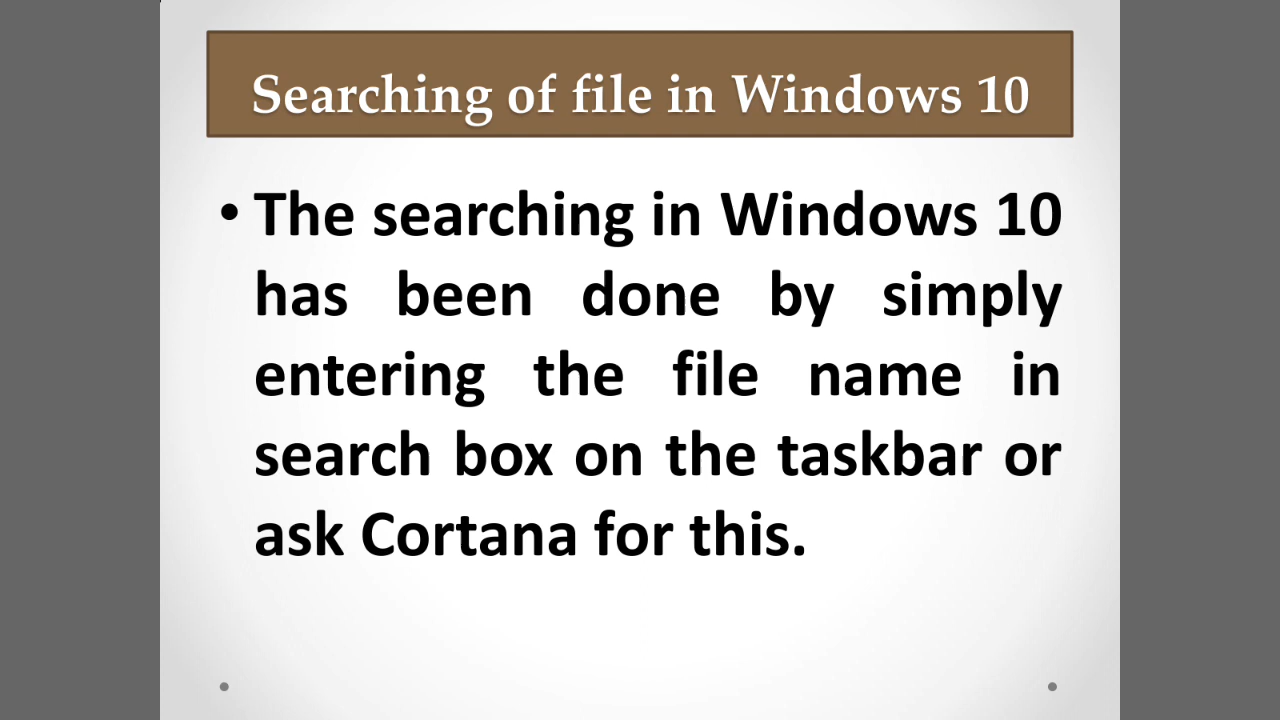 Searching of file in Windows 10
• The searching in Windows 10
has been done by simply
entering the file name in
search box on the taskbar or
ask Cortana for this.